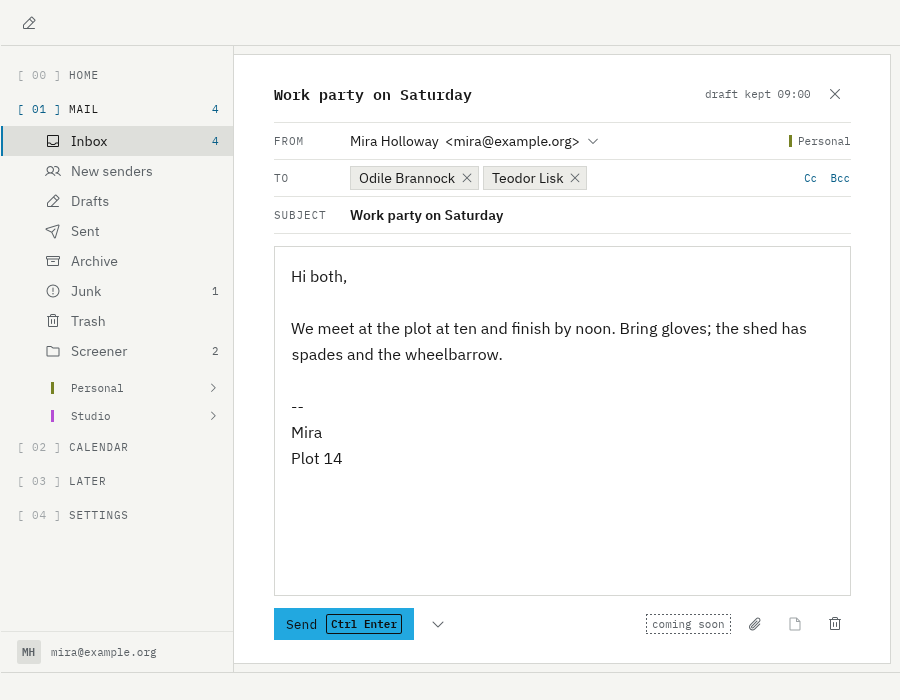 [ 00 ] HOME
[ 01 ] MAIL 4
Inbox 4
New senders
Drafts
Sent
Archive
Junk 1
Trash
Screener 2
Personal
Studio
[ 02 ] CALENDAR
[ 03 ] LATER
[ 04 ] SETTINGS
MH mira@example.org
Work party on Saturday draft kept 09:00
FROM Mira Holloway <mira@example.org> Personal
TO Odile Brannock Teodor Lisk Cc Bcc
SUBJECT Work party on Saturday
Hi both,
We meet at the plot at ten and finish by noon. Bring gloves; the shed has
spades and the wheelbarrow.
--
Mira
Plot 14
Send Ctrl Enter coming soon